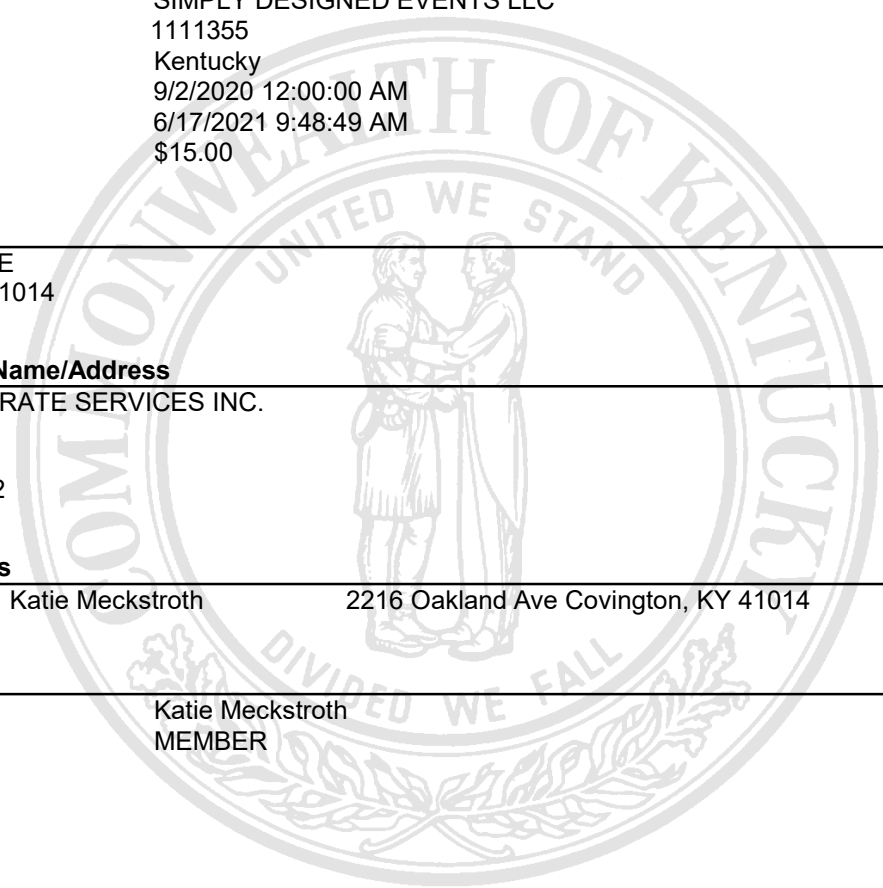 SIMPLY DESIGNED EVENTS LLC
1111355
Kentucky
9/2/2020 12:00:00 AM
6/17/2021 9:48:49 AM
$15.00
E
1014
Name/Address
RATE SERVICES INC.
2
s
Katie Meckstroth 2216 Oakland Ave Covington, KY 41014
Katie Meckstroth
MEMBER
COMMONWEALTH OF KENTUCKY
UNITED WE STAND
DIVIDED WE FALL